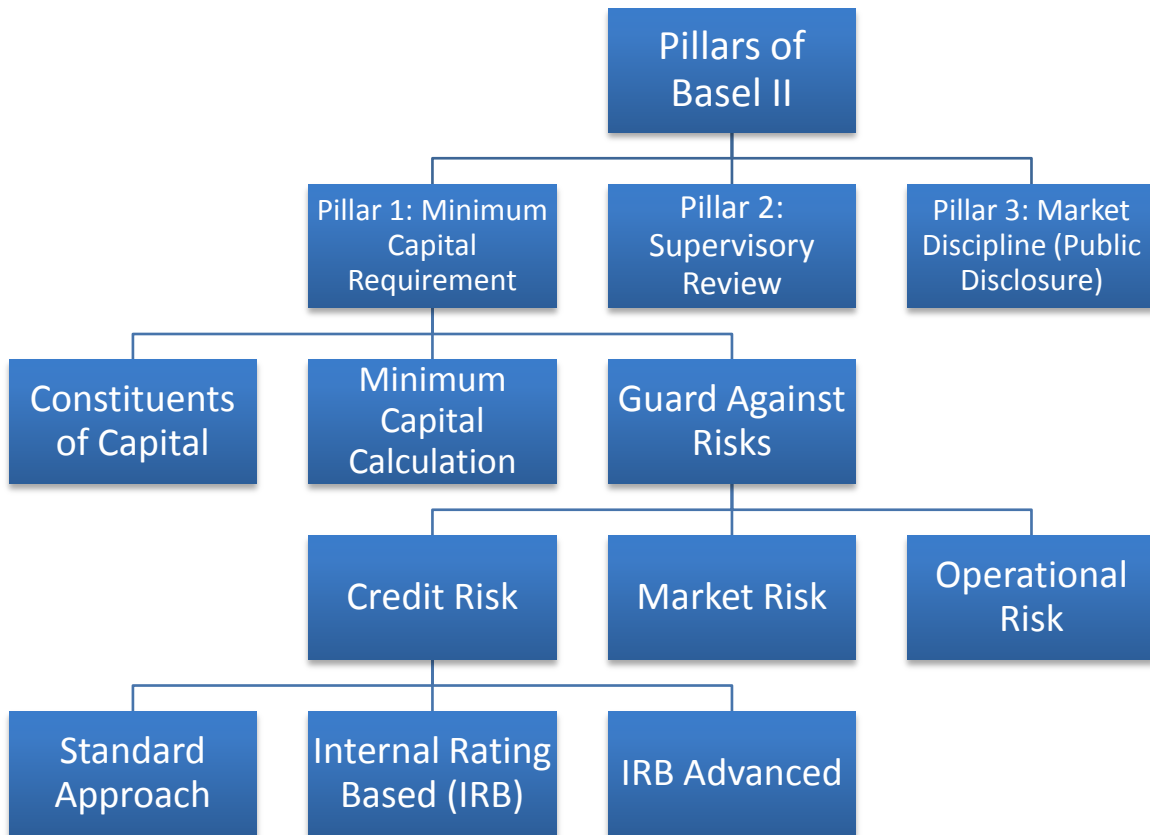 Pillars of
Basel II
Pillar 1: Minimum
Capital
Requirement
Pillar 2:
Supervisory
Review
Pillar 3: Market
Discipline (Public
Disclosure)
Constituents
of Capital
Minimum
Capital
Calculation
Guard Against
Risks
Credit Risk
Market Risk
Operational
Risk
Standard
Approach
Internal Rating
Based (IRB)
IRB Advanced